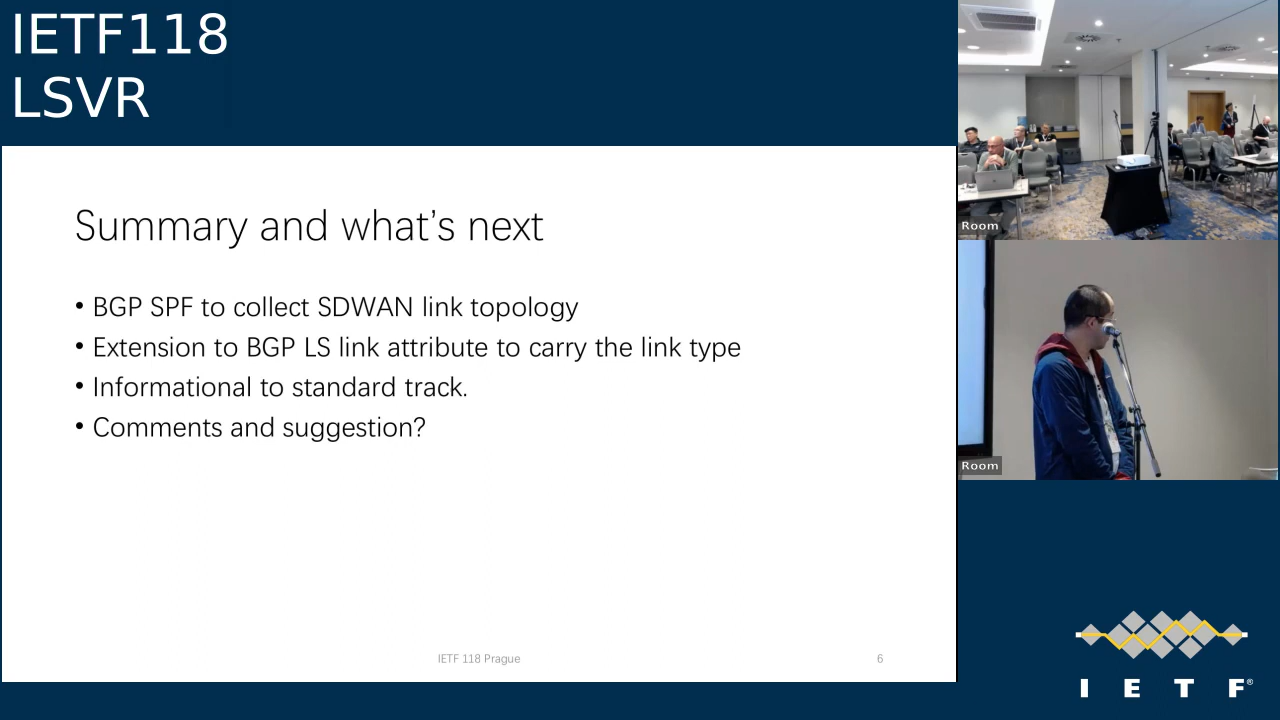 IETF118
LSVR
Summary and what’s next
• BGP SPF to collect SDWAN link topology
• Extension to BGP LS link attribute to carry the link type
• Informational to standard track.
• Comments and suggestion?
IETF 118 Prague
6
Room
Room
I E T F®